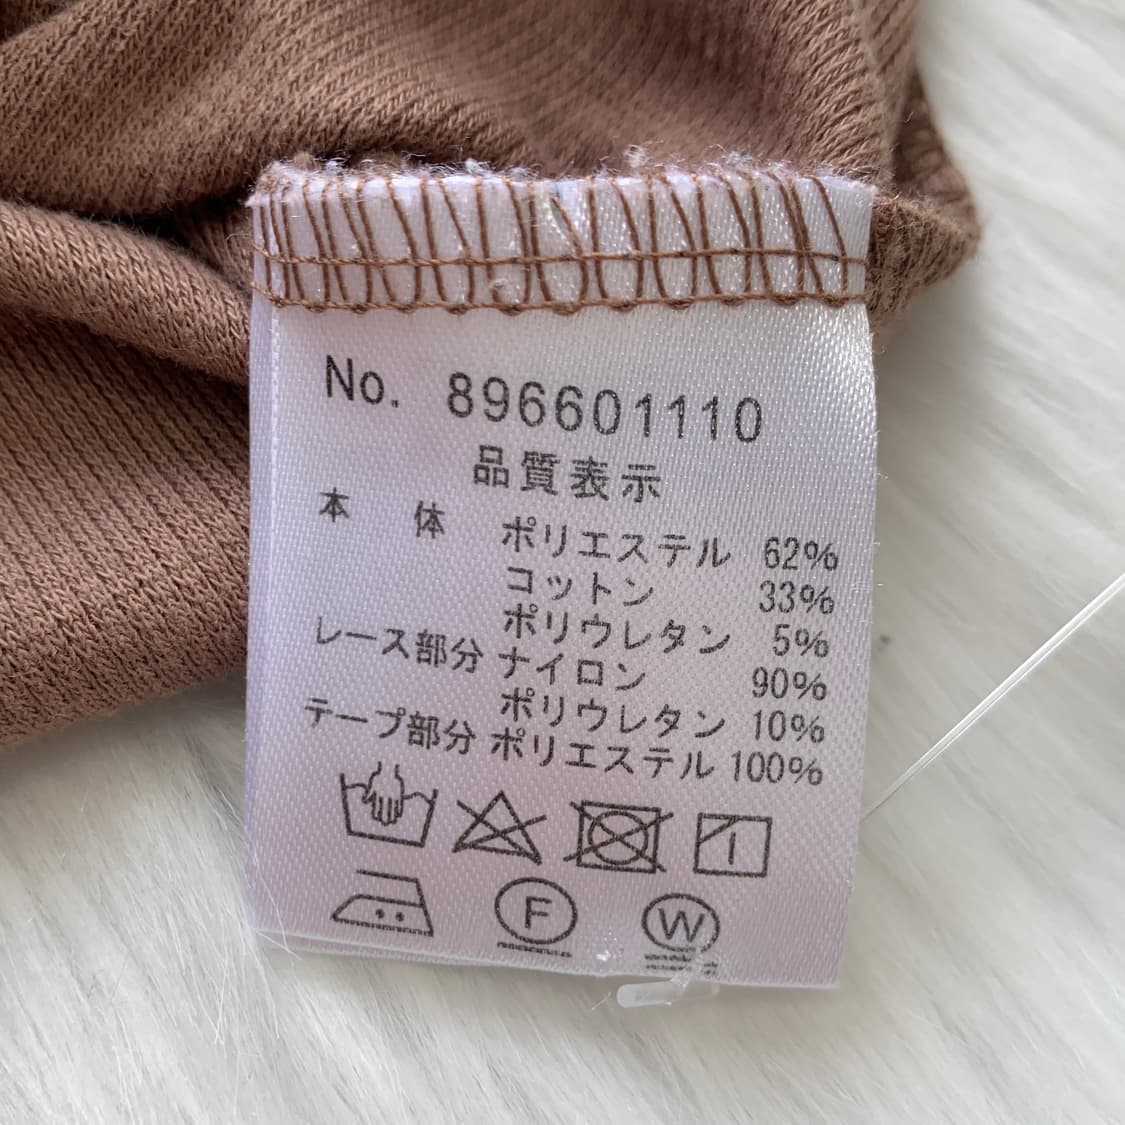 No. 896601110
品質表示
本 体 ポリエステル 62%
コットン 33%
ポリウレタン 5%
レース部分 ナイロン 90%
ポリウレタン 10%
テープ部分 ポリエステル 100%
F W